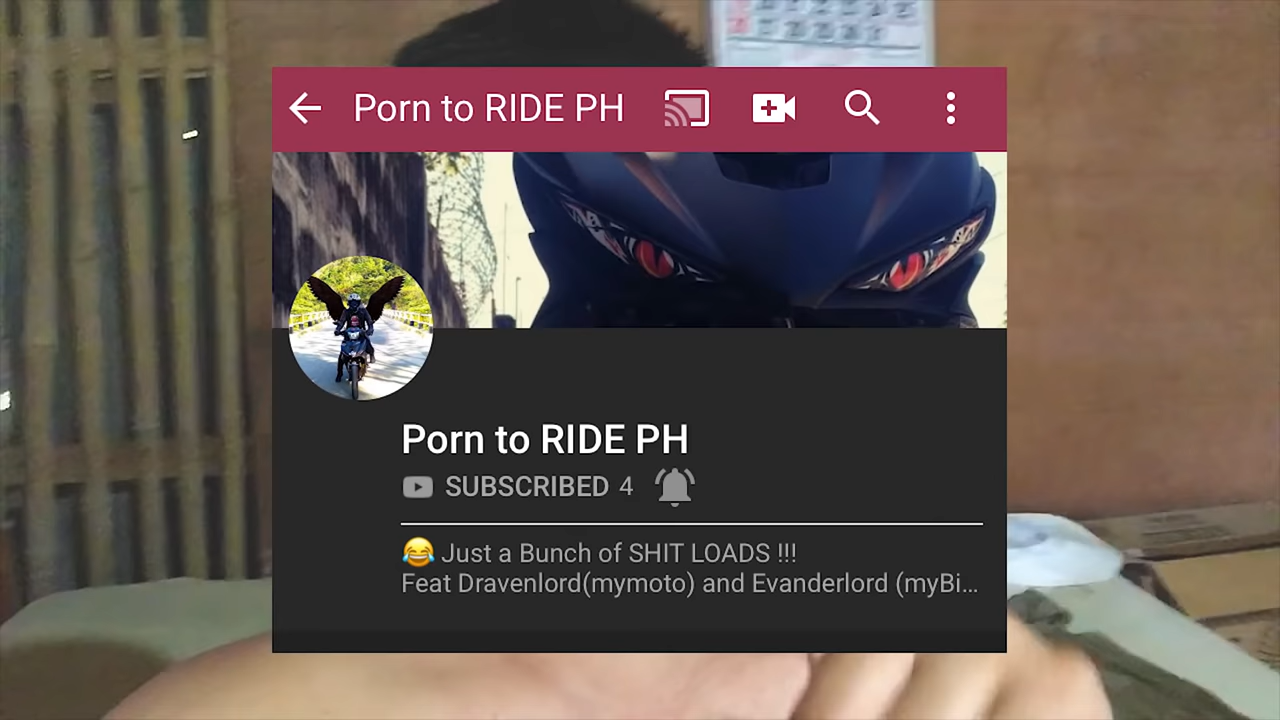 Porn to RIDE PH
Porn to RIDE PH
SUBSCRIBED 4
😂 Just a Bunch of SHIT LOADS !!!
Feat Dravenlord(mymoto) and Evanderlord (myBi...